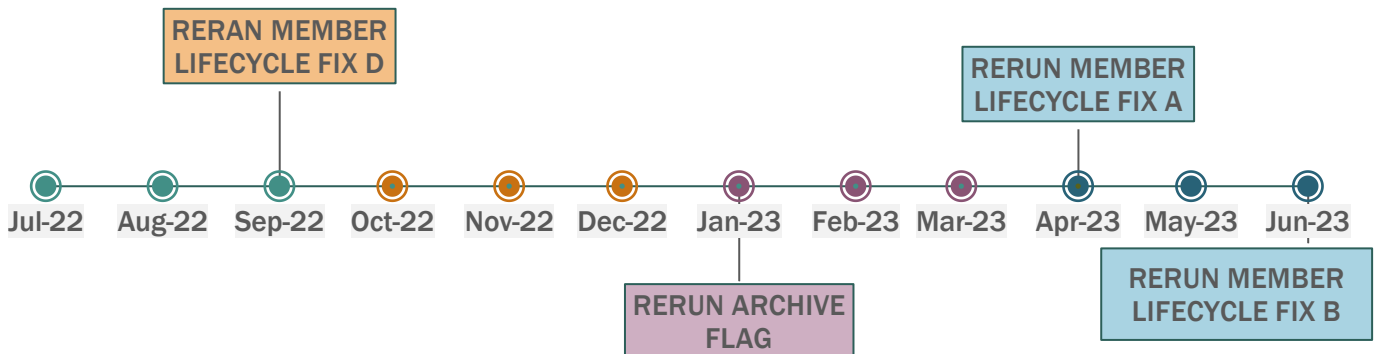 RERAN MEMBER
LIFECYCLE FIX D
RERUN MEMBER
LIFECYCLE FIX A
Jul-22 Aug-22 Sep-22 Oct-22 Nov-22 Dec-22 Jan-23 Feb-23 Mar-23 Apr-23 May-23 Jun-23
RERUN ARCHIVE
FLAG
RERUN MEMBER
LIFECYCLE FIX B